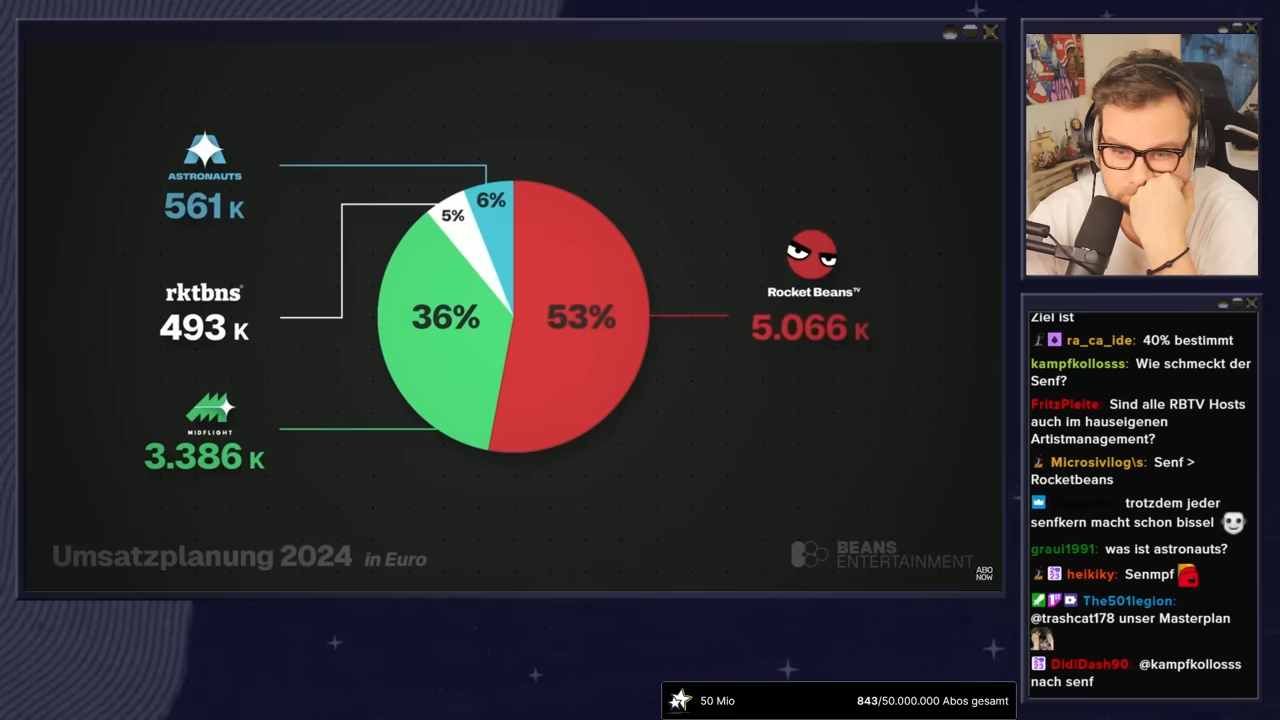 ASTRONAUTS
561 K
rktbns
493 K
MIDFLIGHT
3.386 K
6%
5%
36%
53%
Rocket Beans TV
5.066 K
Umsatzplanung 2024 in Euro
BEANS
ENTERTAINMENT
ABO
NOW
Ziel ist
ra_ca_ide: 40% bestimmt
kampfkollosss: Wie schmeckt der
Senf?
FritzPleite: Sind alle RBTV Hosts
auch im hauseigenen
Artistmanagement?
Microsivilog\s: Senf >
Rocketbeans
trotzdem jeder
senfkern macht schon bissel
graui1991: was ist astronauts?
heikiky: Senmpf
The501legion:
@trashcat178 unser Masterplan
DidlDash90: @kampfkollosss
nach senf
50 Mio
843/50.000.000 Abos gesamt